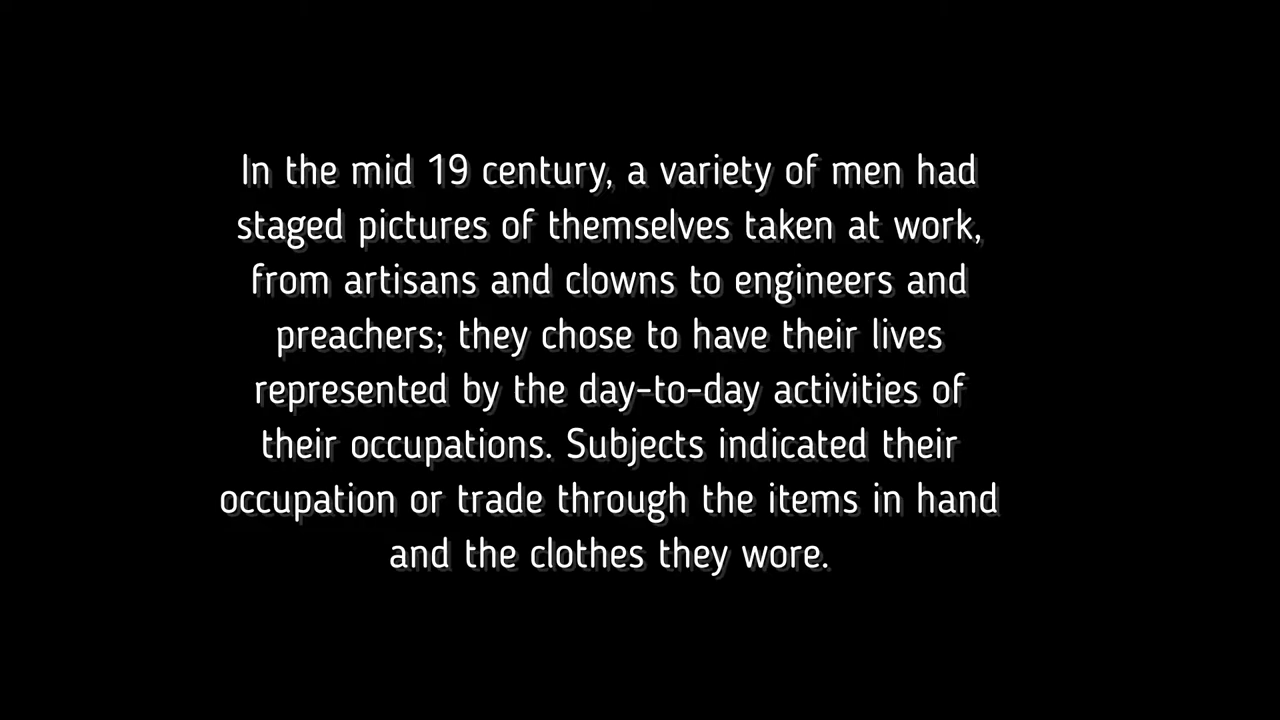 In the mid 19 century, a variety of men had
staged pictures of themselves taken at work,
from artisans and clowns to engineers and
preachers; they chose to have their lives
represented by the day-to-day activities of
their occupations. Subjects indicated their
occupation or trade through the items in hand
and the clothes they wore.